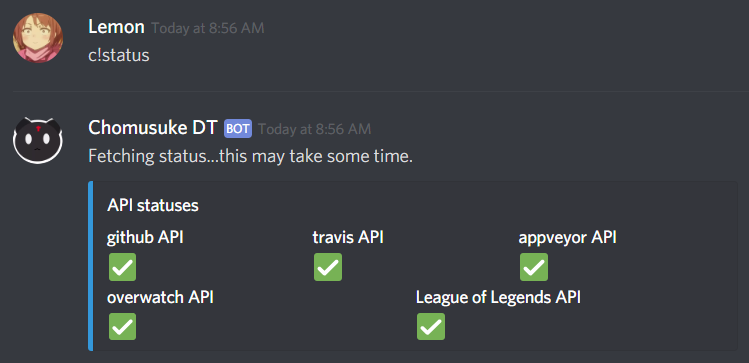 Lemon Today at 8:56 AM
c!status
Chomusuke DT BOT Today at 8:56 AM
Fetching status...this may take some time.
API statuses
github API travis API appveyor API
overwatch API League of Legends API